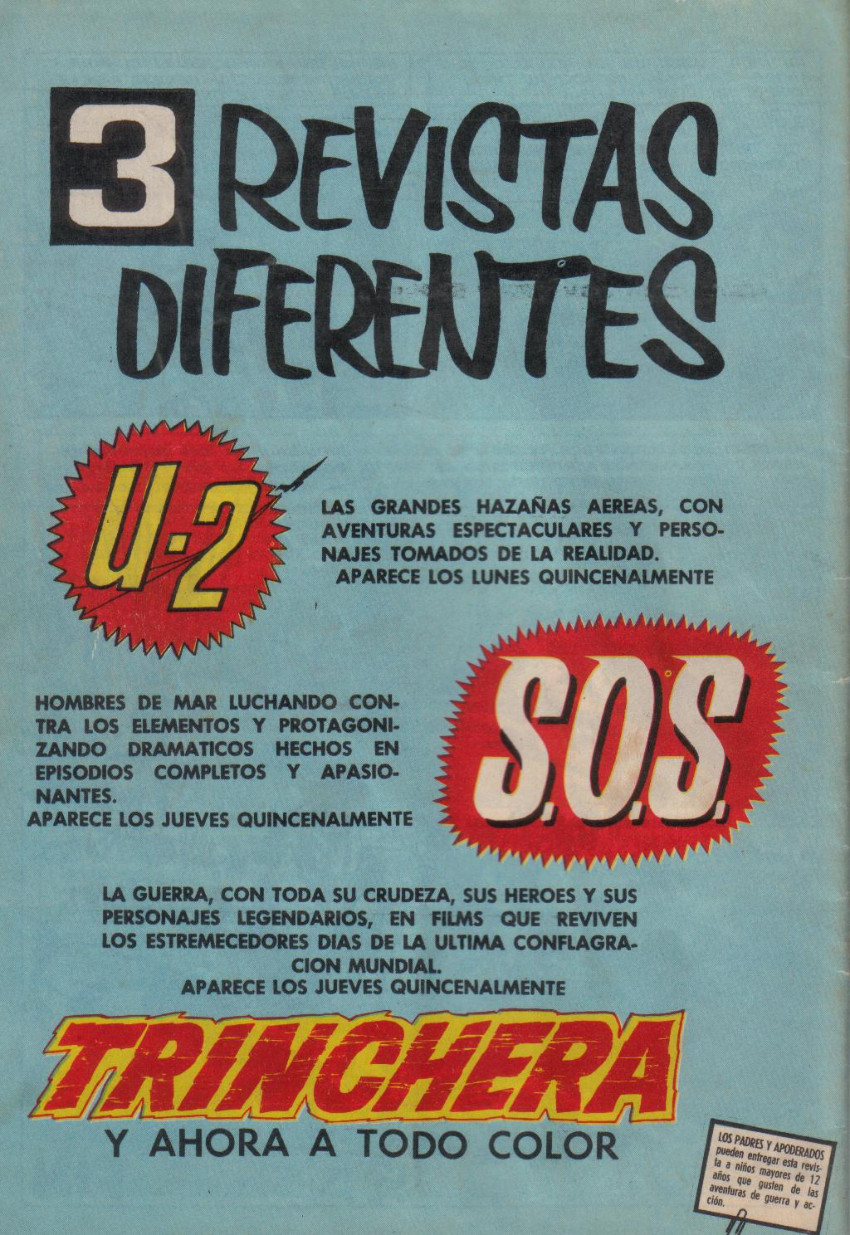 3 REVISTAS
DIFERENTES
U-2
LAS GRANDES HAZAÑAS AEREAS, CON
AVENTURAS ESPECTACULARES Y PERSO-
NAJES TOMADOS DE LA REALIDAD.
APARECE LOS LUNES QUINCENALMENTE
S.O.S.
HOMBRES DE MAR LUCHANDO CON-
TRA LOS ELEMENTOS Y PROTAGONI-
ZANDO DRAMATICOS HECHOS EN
EPISODIOS COMPLETOS Y APASIO-
NANTES.
APARECE LOS JUEVES QUINCENALMENTE
LA GUERRA, CON TODA SU CRUDEZA, SUS HEROES Y SUS
PERSONAJES LEGENDARIOS, EN FILMS QUE REVIVEN
LOS ESTREMECEDORES DIAS DE LA ULTIMA CONFLAGRA-
CION MUNDIAL.
APARECE LOS JUEVES QUINCENALMENTE
TRINCHERA
Y AHORA A TODO COLOR
LOS PADRES Y APODERADOS
pueden entregar esta revis-
ta a niños mayores de 12
años que gusten de las
aventuras de guerra y ac-
ción.